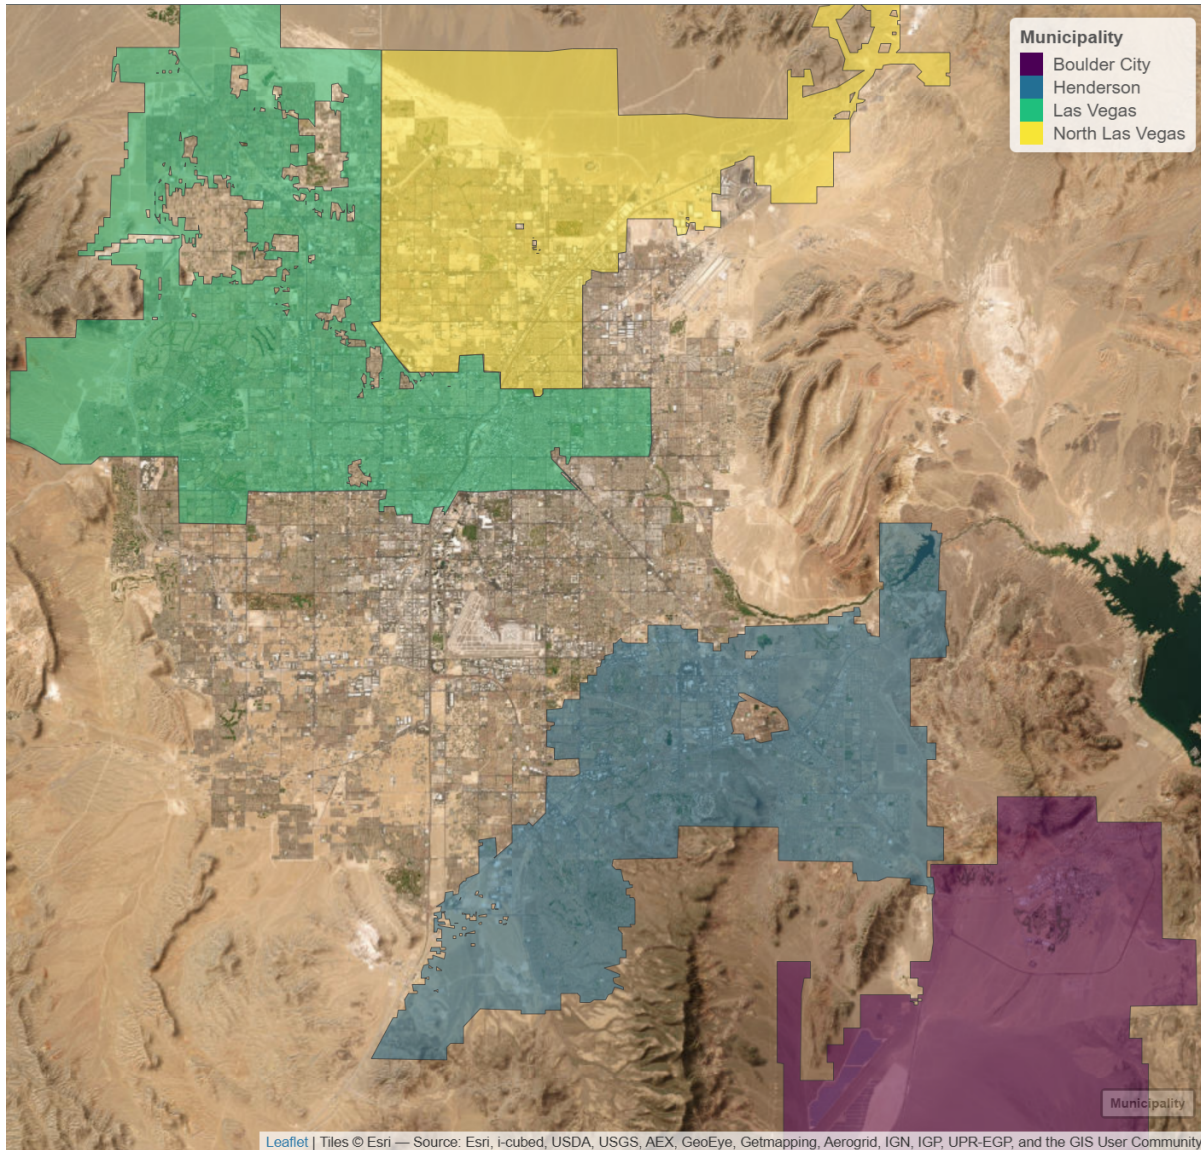 Municipality
Boulder City
Henderson
Las Vegas
North Las Vegas
Municipality
Leaflet | Tiles © Esri — Source: Esri, i-cubed, USDA, USGS, AEX, GeoEye, Getmapping, Aerogrid, IGN, IGP, UPR-EGP, and the GIS User Community